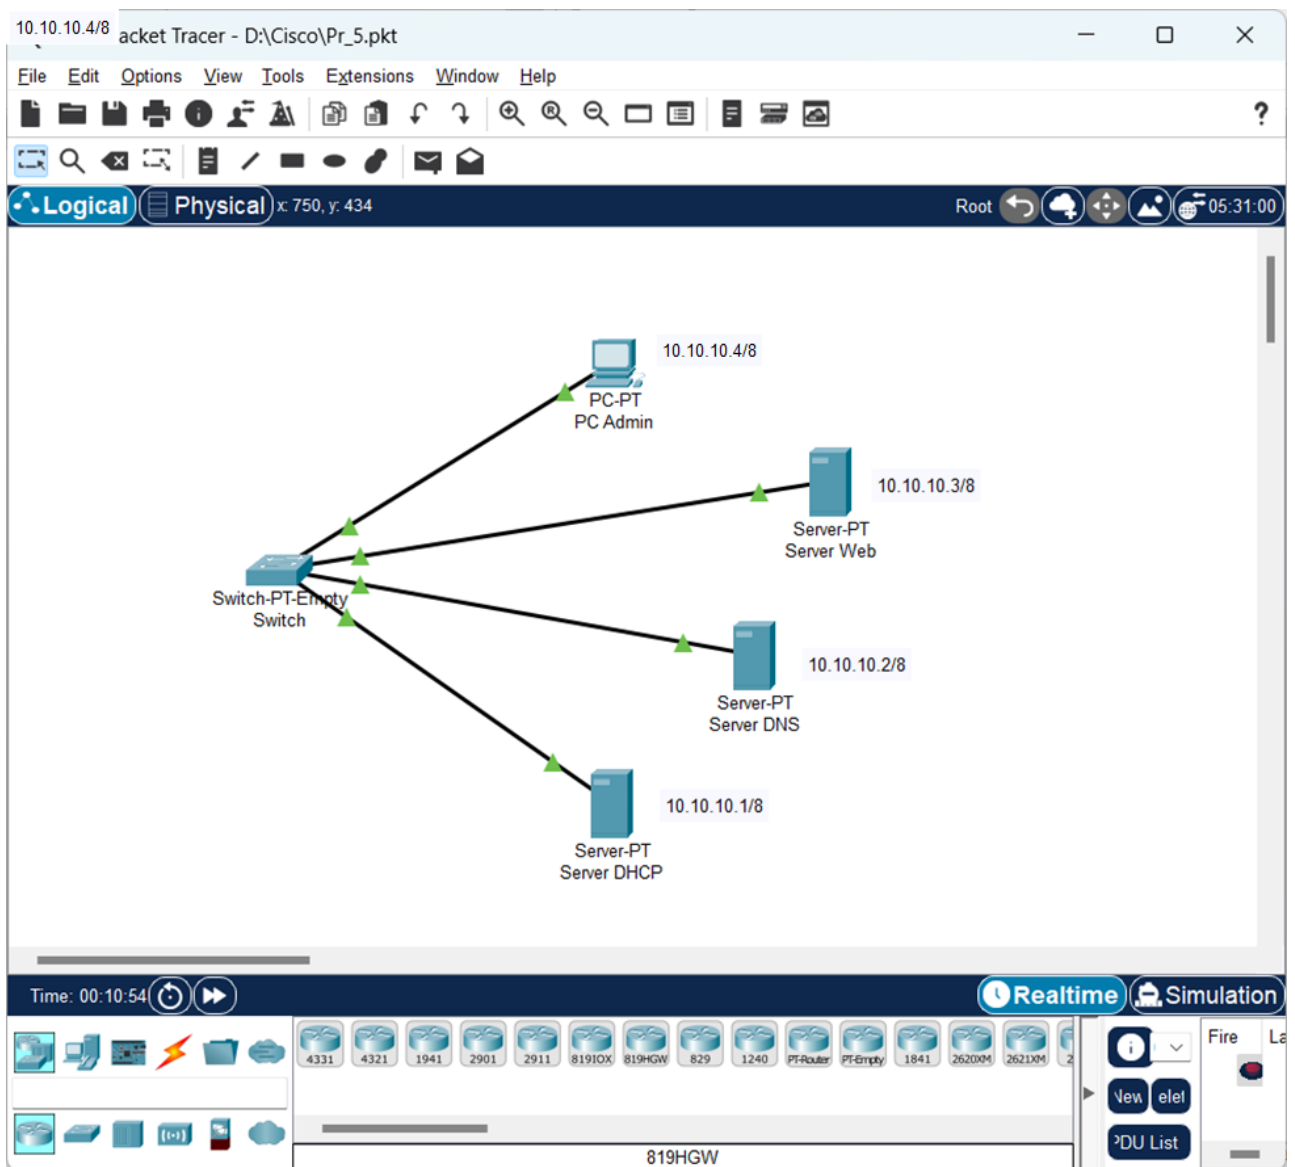 10.10.10.4/8
acket Tracer - D:\Cisco\Pr_5.pkt
File Edit Options View Tools Extensions Window Help
?
Logical Physical x: 750, y: 434
Root 05:31:00
10.10.10.4/8
PC-PT
PC Admin
10.10.10.3/8
Server-PT
Server Web
Switch-PT-Empty
Switch
10.10.10.2/8
Server-PT
Server DNS
10.10.10.1/8
Server-PT
Server DHCP
Time: 00:10:54
Realtime Simulation
4331 4321 1941 2901 2911 819IOX 819HGW 829 1240 PT-Router PT-Empty 1841 2620XM 2621XM 2
Fire La
New elet
PDU List
819HGW